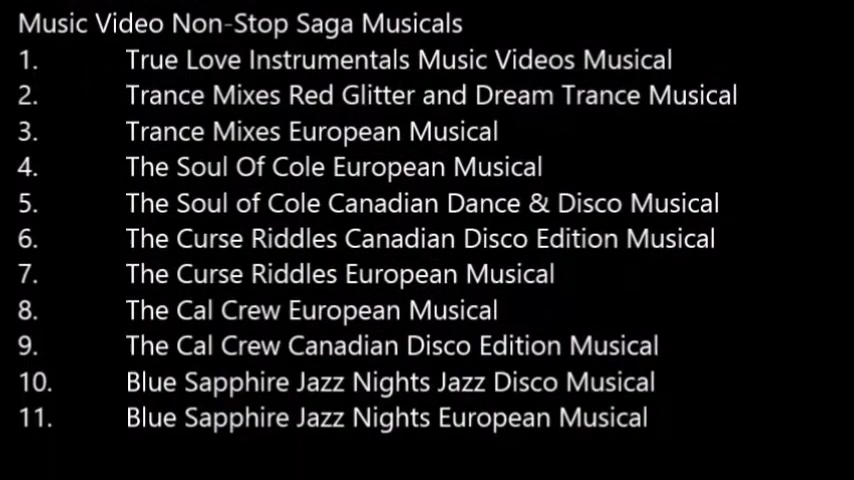 Music Video Non-Stop Saga Musicals
1. True Love Instrumentals Music Videos Musical
2. Trance Mixes Red Glitter and Dream Trance Musical
3. Trance Mixes European Musical
4. The Soul Of Cole European Musical
5. The Soul of Cole Canadian Dance & Disco Musical
6. The Curse Riddles Canadian Disco Edition Musical
7. The Curse Riddles European Musical
8. The Cal Crew European Musical
9. The Cal Crew Canadian Disco Edition Musical
10. Blue Sapphire Jazz Nights Jazz Disco Musical
11. Blue Sapphire Jazz Nights European Musical